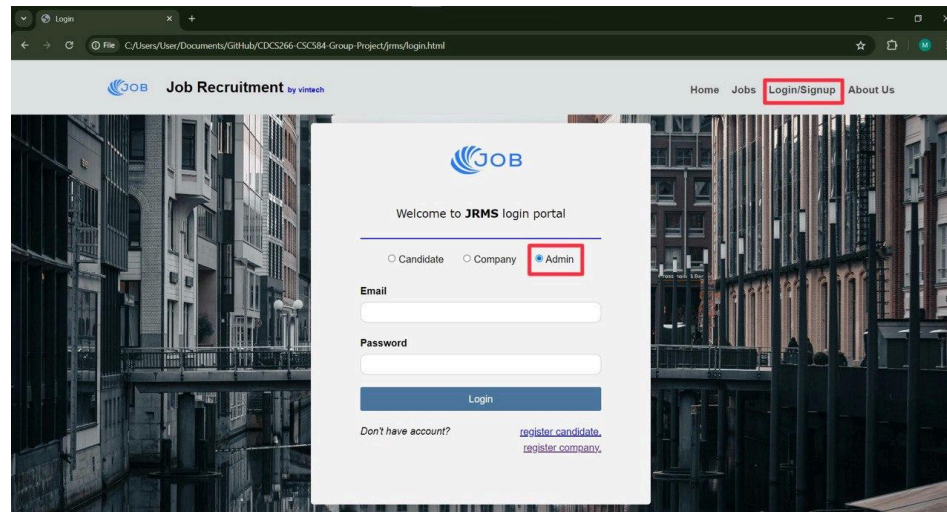 Login
File C:/Users/User/Documents/GitHub/CDCS266-CSC584-Group-Project/jrms/login.html
M
JOB Job Recruitment by vintech Home Jobs Login/Signup About Us
JOB
Welcome to JRMS login portal
Candidate Company Admin
Email
Password
Login
Don't have account? register candidate.
register company.